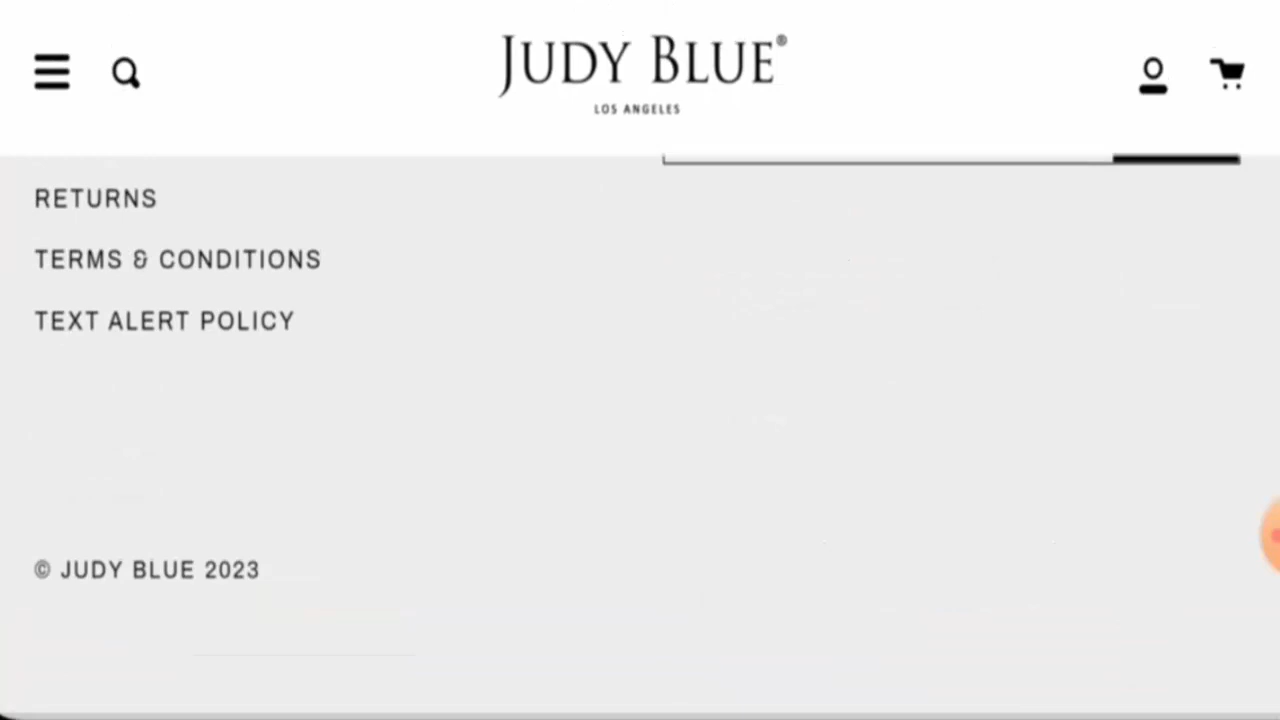 JUDY BLUE®
LOS ANGELES
RETURNS
TERMS & CONDITIONS
TEXT ALERT POLICY
© JUDY BLUE 2023